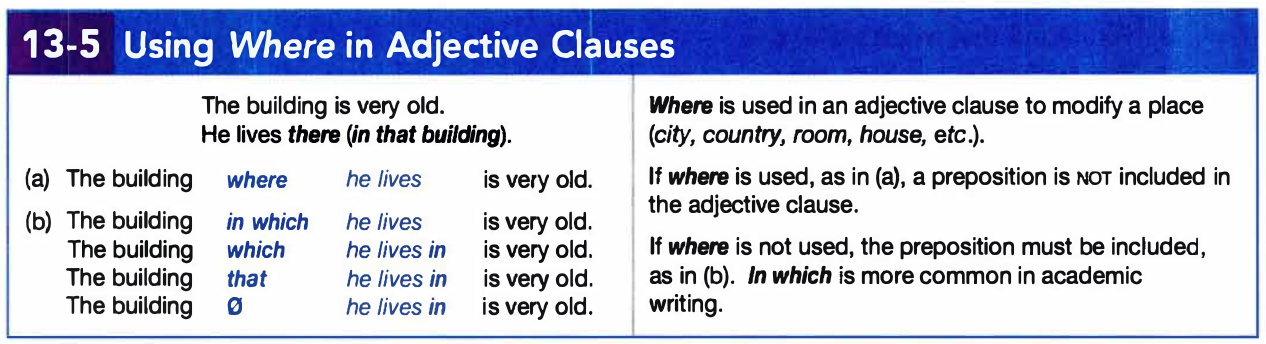 13-5 Using Where in Adjective Clauses
The building is very old.
He lives there (in that building).
(a) The building where he lives is very old.
(b) The building in which he lives is very old.
The building which he lives in is very old.
The building that he lives in is very old.
The building Ø he lives in is very old.
Where is used in an adjective clause to modify a place
(city, country, room, house, etc.).
If where is used, as in (a), a preposition is NOT included in
the adjective clause.
If where is not used, the preposition must be included,
as in (b). In which is more common in academic
writing.